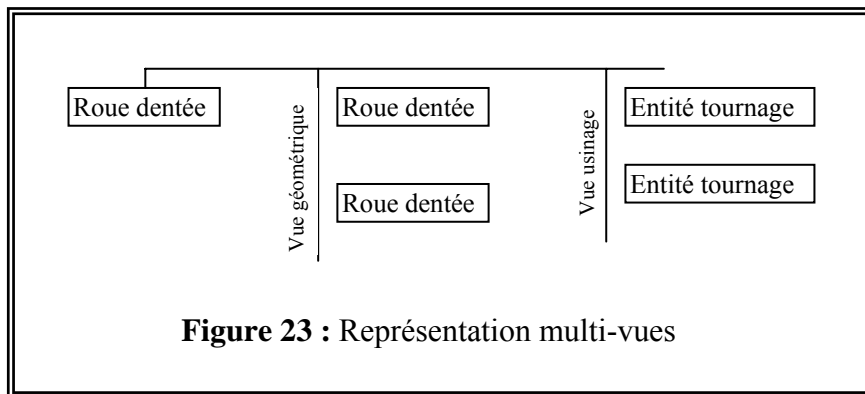 Roue dentée
Vue géométrique
Roue dentée
Roue dentée
Vue usinage
Entité tournage
Entité tournage
Figure 23 : Représentation multi-vues